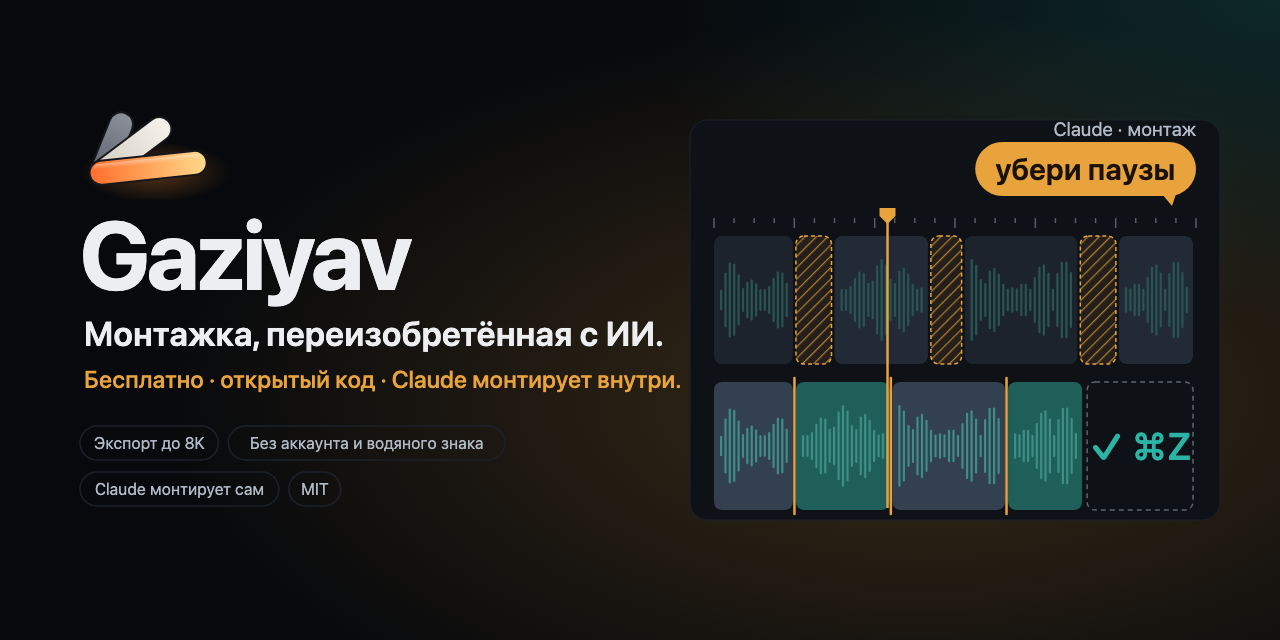 Gaziyav
Монтажка, переизобретённая с ИИ.
Бесплатно · открытый код · Claude монтирует внутри.
Экспорт до 8K
Без аккаунта и водяного знака
Claude монтирует сам
MIT
Claude · монтаж
убери паузы
✓ ⌘Z